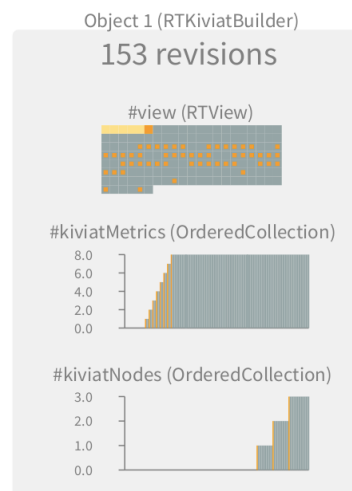 Object 1 (RTKiviatBuilder)
153 revisions
#view (RTView)
#kiviatMetrics (OrderedCollection)
8.0
6.0
4.0
2.0
0.0
#kiviatNodes (OrderedCollection)
3.0
2.0
1.0
0.0